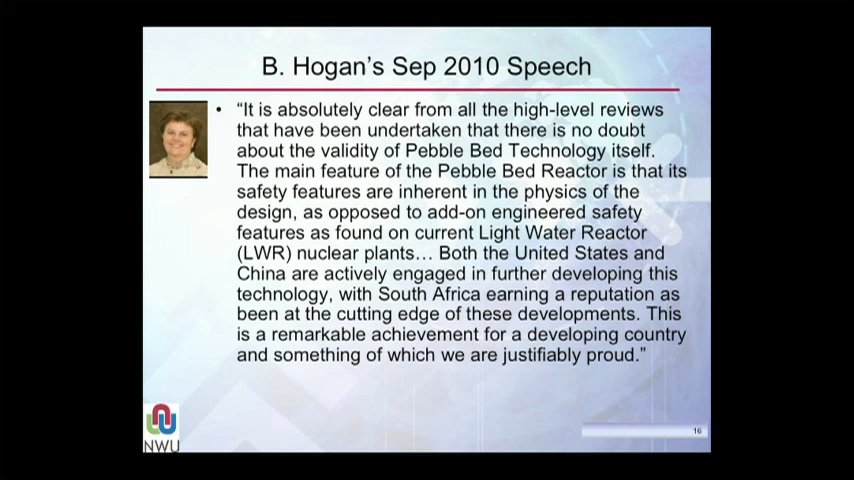 B. Hogan's Sep 2010 Speech
• “It is absolutely clear from all the high-level reviews
that have been undertaken that there is no doubt
about the validity of Pebble Bed Technology itself.
The main feature of the Pebble Bed Reactor is that its
safety features are inherent in the physics of the
design, as opposed to add-on engineered safety
features as found on current Light Water Reactor
(LWR) nuclear plants… Both the United States and
China are actively engaged in further developing this
technology, with South Africa earning a reputation as
been at the cutting edge of these developments. This
is a remarkable achievement for a developing country
and something of which we are justifiably proud.”
NWU
16